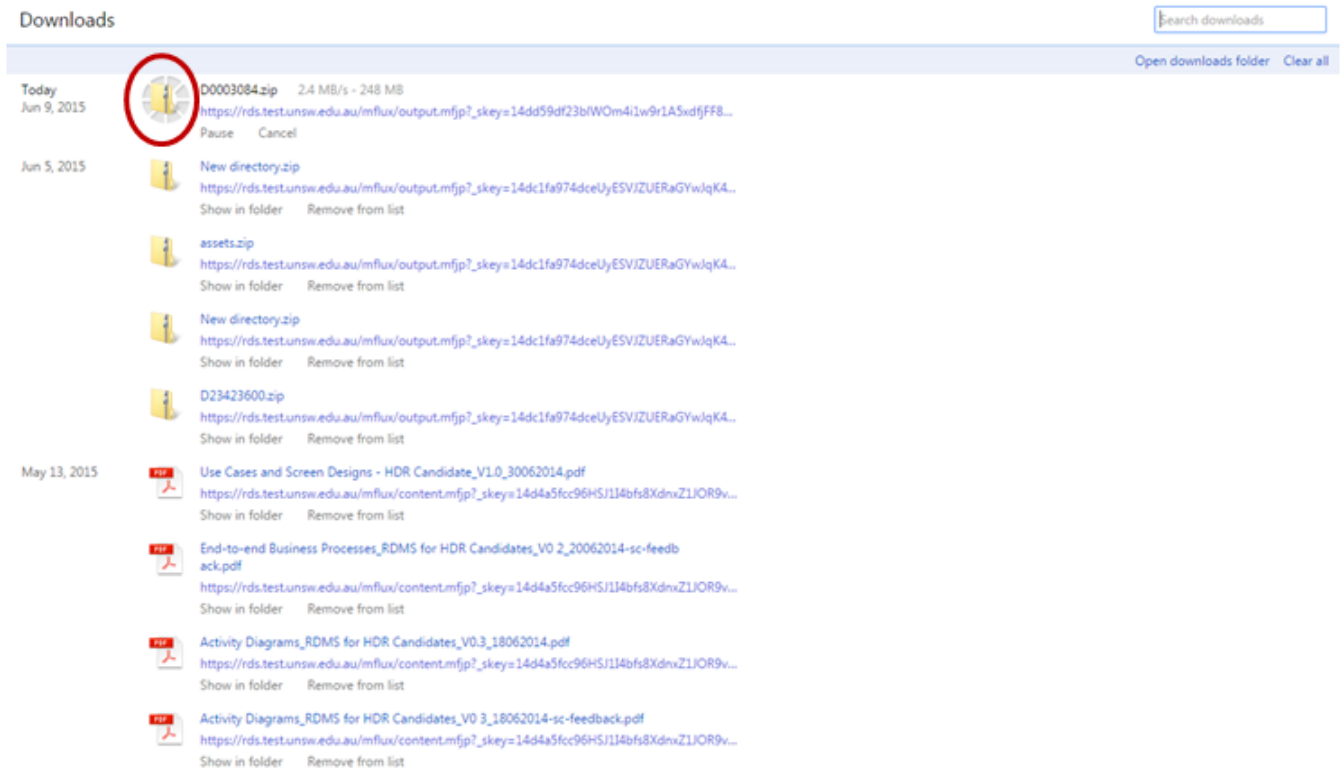 Downloads
Search downloads
Open downloads folder Clear all
Today
Jun 9, 2015
D0003084.zip 2.4 MB/s - 248 MB
https://rds.test.unsw.edu.au/mflux/output.mfjp?_skey=14dd59df23blWOm4i1w9r1A5xdfjFF8...
Pause Cancel
Jun 5, 2015
New directory.zip
https://rds.test.unsw.edu.au/mflux/output.mfjp?_skey=14dc1fa974dceUyESVJZUERaGYwJqK4...
Show in folder Remove from list
assets.zip
https://rds.test.unsw.edu.au/mflux/output.mfjp?_skey=14dc1fa974dceUyESVJZUERaGYwJqK4...
Show in folder Remove from list
New directory.zip
https://rds.test.unsw.edu.au/mflux/output.mfjp?_skey=14dc1fa974dceUyESVJZUERaGYwJqK4...
Show in folder Remove from list
D23423600.zip
https://rds.test.unsw.edu.au/mflux/output.mfjp?_skey=14dc1fa974dceUyESVJZUERaGYwJqK4...
Show in folder Remove from list
May 13, 2015
PDF
Use Cases and Screen Designs - HDR Candidate_V1.0_30062014.pdf
https://rds.test.unsw.edu.au/mflux/content.mfjp?_skey=14d4a5fcc96HSJ1I4bfs8XdnxZ1JOR9v...
Show in folder Remove from list
PDF
End-to-end Business Processes_RDMS for HDR Candidates_V0 2_20062014-sc-feedb
ack.pdf
https://rds.test.unsw.edu.au/mflux/content.mfjp?_skey=14d4a5fcc96HSJ1I4bfs8XdnxZ1JOR9v...
Show in folder Remove from list
PDF
Activity Diagrams_RDMS for HDR Candidates_V0.3_18062014.pdf
https://rds.test.unsw.edu.au/mflux/content.mfjp?_skey=14d4a5fcc96HSJ1I4bfs8XdnxZ1JOR9v...
Show in folder Remove from list
PDF
Activity Diagrams_RDMS for HDR Candidates_V0 3_18062014-sc-feedback.pdf
https://rds.test.unsw.edu.au/mflux/content.mfjp?_skey=14d4a5fcc96HSJ1I4bfs8XdnxZ1JOR9v...
Show in folder Remove from list